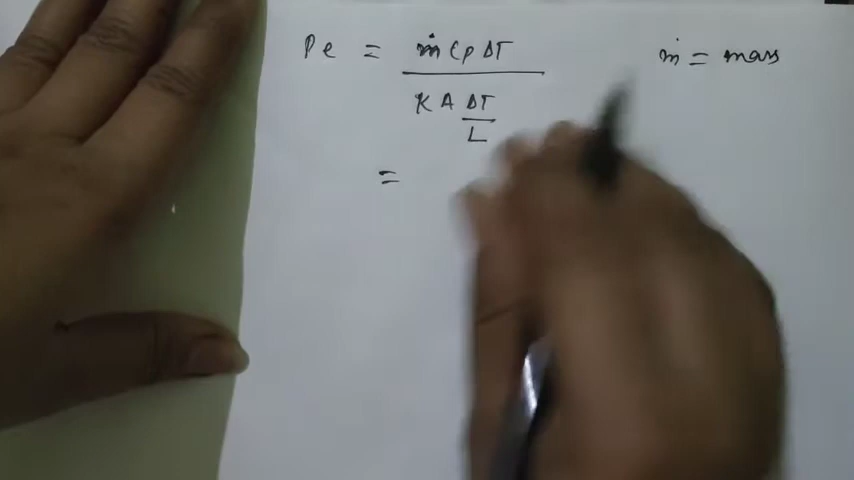 Pe = ṁ Cp ΔT ṁ = mass
K A ΔT
L
=